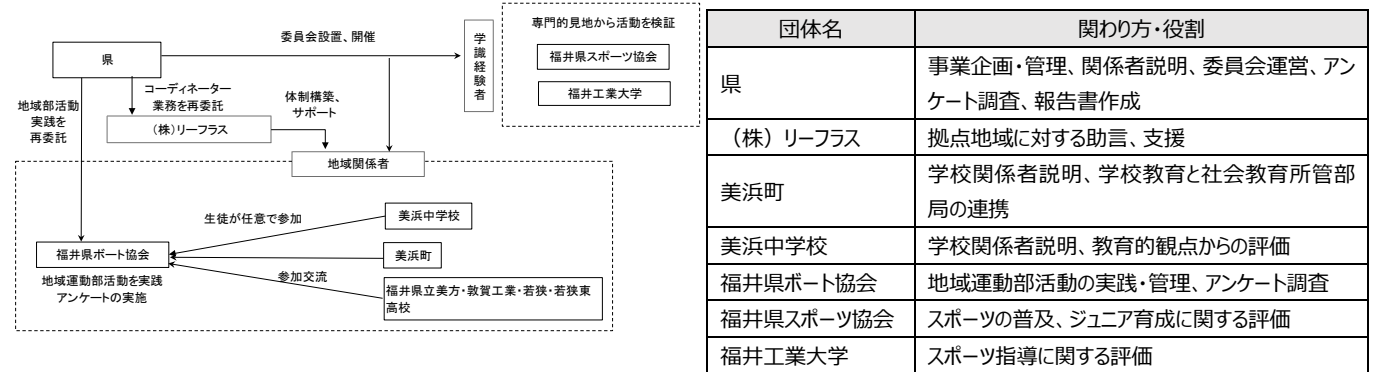 専門的見地から活動を検証
委員会設置、開催
県
学識経験者
福井県スポーツ協会
福井工業大学
コーディネーター
業務を再委託
地域部活動
実践を
再委託
体制構築、
サポート
（株）リーフラス
地域関係者
生徒が任意で参加
美浜中学校
福井県ボート協会
美浜町
地域運動部活動を実践
アンケートの実施
参加交流
福井県立美方・敦賀工業・若狭・若狭東
高校
団体名 関わり方・役割
県 事業企画・管理、関係者説明、委員会運営、アン
ケート調査、報告書作成
（株）リーフラス 拠点地域に対する助言、支援
美浜町 学校関係者説明、学校教育と社会教育所管部
局の連携
美浜中学校 学校関係者説明、教育的観点からの評価
福井県ボート協会 地域運動部活動の実践・管理、アンケート調査
福井県スポーツ協会 スポーツの普及、ジュニア育成に関する評価
福井工業大学 スポーツ指導に関する評価